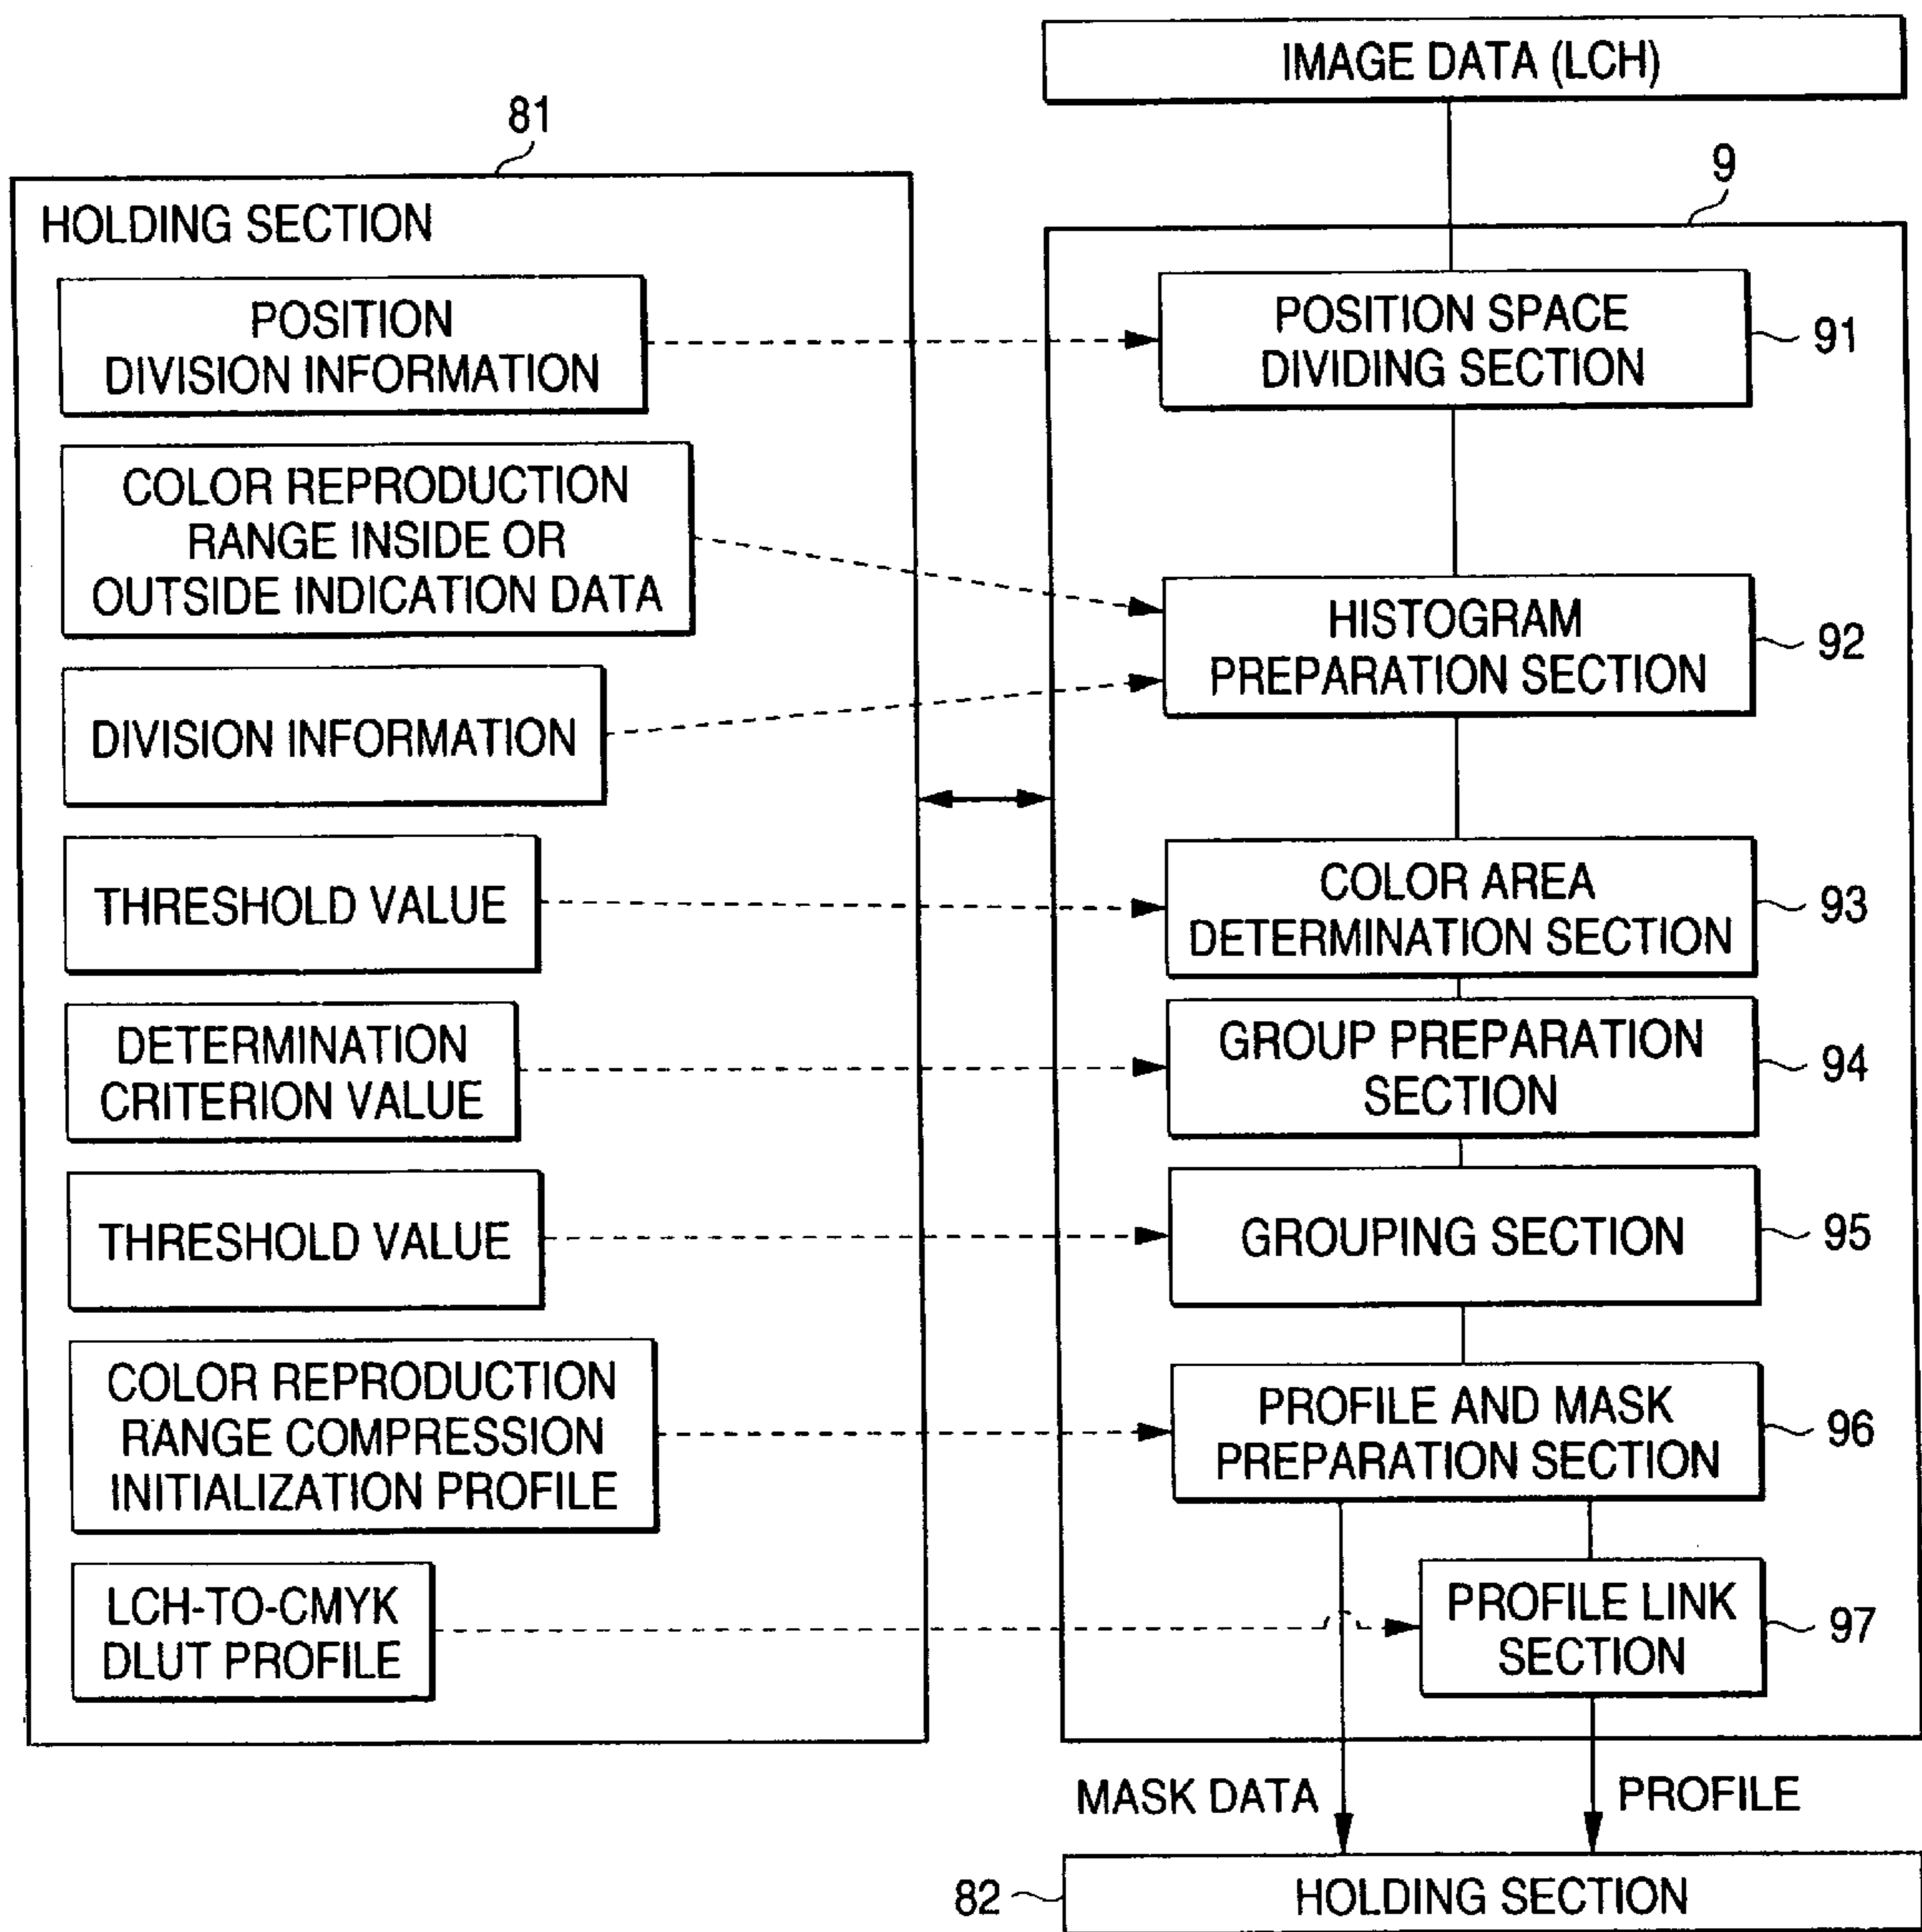 IMAGE DATA (LCH)
81
HOLDING SECTION
POSITION
DIVISION INFORMATION
COLOR REPRODUCTION
RANGE INSIDE OR
OUTSIDE INDICATION DATA
DIVISION INFORMATION
THRESHOLD VALUE
DETERMINATION
CRITERION VALUE
THRESHOLD VALUE
COLOR REPRODUCTION
RANGE COMPRESSION
INITIALIZATION PROFILE
LCH-TO-CMYK
DLUT PROFILE
9
POSITION SPACE
DIVIDING SECTION
91
HISTOGRAM
PREPARATION SECTION
92
COLOR AREA
DETERMINATION SECTION
93
GROUP PREPARATION
SECTION
94
GROUPING SECTION
95
PROFILE AND MASK
PREPARATION SECTION
96
PROFILE LINK
SECTION
97
MASK DATA
PROFILE
82
HOLDING SECTION